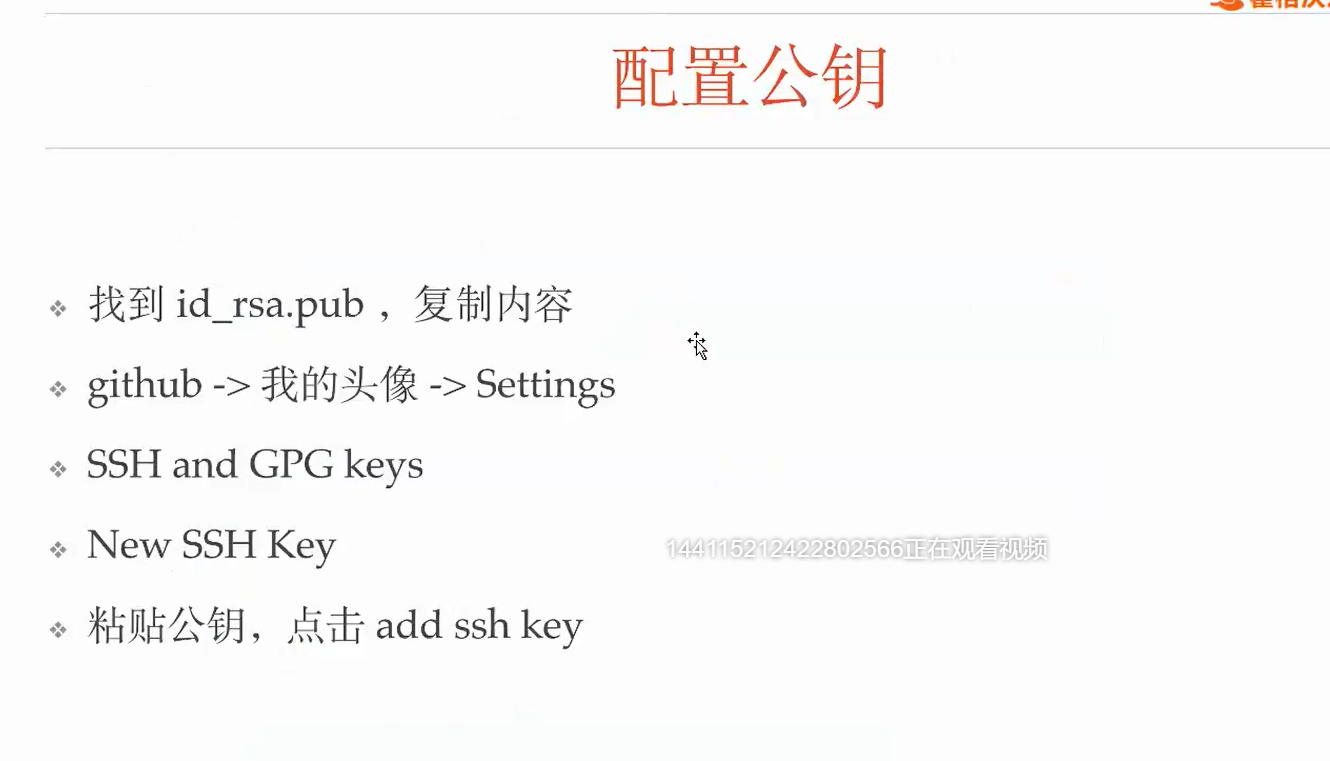 配置公钥
找到 id_rsa.pub ，复制内容
github -> 我的头像 -> Settings
SSH and GPG keys
New SSH Key
144115212422802566正在观看视频
粘贴公钥，点击 add ssh key